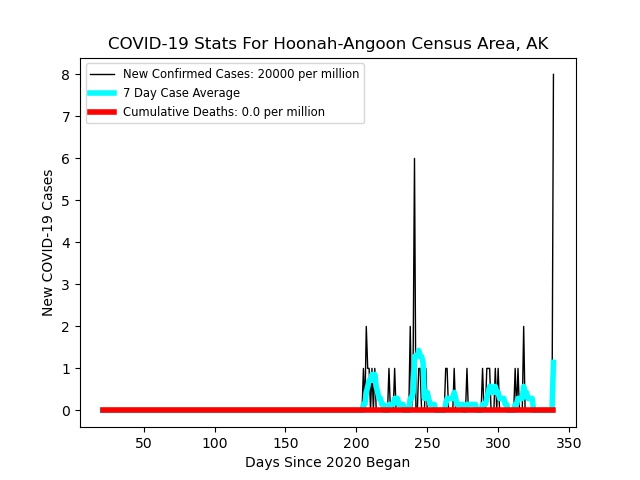 COVID-19 Stats For Hoonah-Angoon Census Area, AK
New Confirmed Cases: 20000 per million
7 Day Case Average
Cumulative Deaths: 0.0 per million
New COVID-19 Cases
8
7
6
5
4
3
2
1
0
50
100
150
200
250
300
350
Days Since 2020 Began